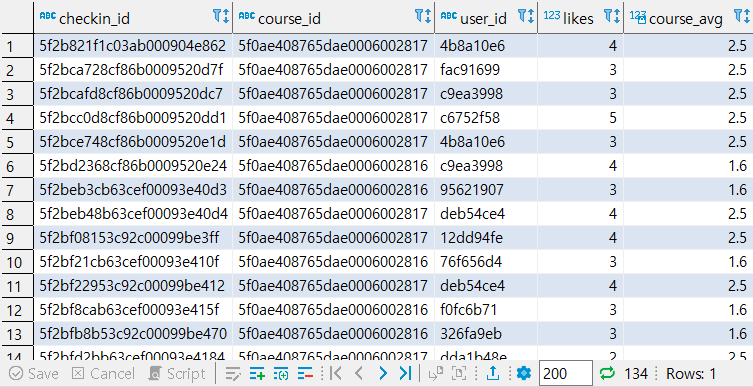 ABC checkin_id ABC course_id ABC user_id 123 likes 123 course_avg
1 5f2b821f1c03ab000904e862 5f0ae408765dae0006002817 4b8a10e6 4 2.5
2 5f2bca728cf86b0009520d7f 5f0ae408765dae0006002817 fac91699 3 2.5
3 5f2bcafd8cf86b0009520dc7 5f0ae408765dae0006002817 c9ea3998 3 2.5
4 5f2bcc0d8cf86b0009520dd1 5f0ae408765dae0006002817 c6752f58 5 2.5
5 5f2bce748cf86b0009520e1d 5f0ae408765dae0006002817 4b8a10e6 3 2.5
6 5f2bd2368cf86b0009520e24 5f0ae408765dae0006002816 c9ea3998 4 1.6
7 5f2beb3cb63cef00093e40d3 5f0ae408765dae0006002816 95621907 3 1.6
8 5f2beb48b63cef00093e40d4 5f0ae408765dae0006002817 deb54ce4 4 2.5
9 5f2bf08153c92c00099be3ff 5f0ae408765dae0006002817 12dd94fe 4 2.5
10 5f2bf21cb63cef00093e410f 5f0ae408765dae0006002816 76f656d4 3 1.6
11 5f2bf22953c92c00099be412 5f0ae408765dae0006002817 deb54ce4 4 2.5
12 5f2bf8cab63cef00093e415f 5f0ae408765dae0006002816 f0fc6b71 3 1.6
13 5f2bfb8b53c92c00099be470 5f0ae408765dae0006002816 326fa9eb 3 1.6
14 5f2bfd2bb63cef00093e4184 5f0ae408765dae0006002817 dda1b48e 2 2.5
Save Cancel Script 200 134 Rows: 1